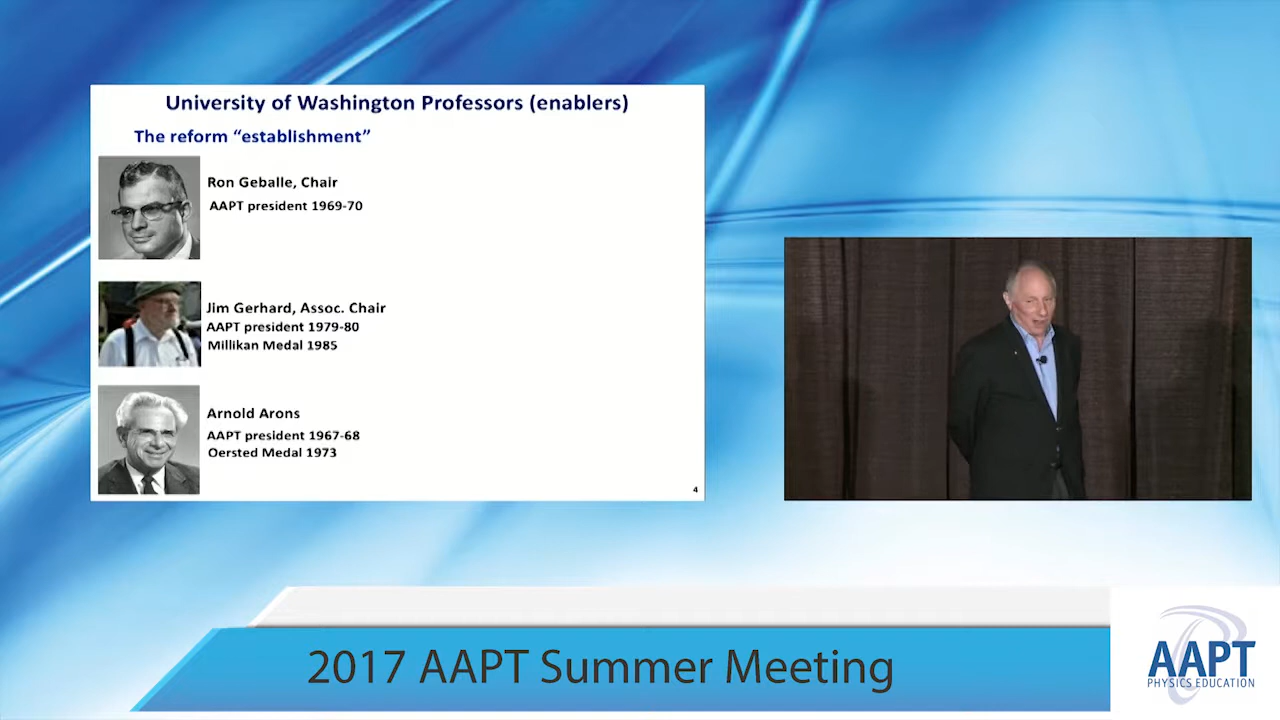 University of Washington Professors (enablers)
The reform “establishment”
Ron Geballe, Chair
AAPT president 1969-70
Jim Gerhard, Assoc. Chair
AAPT president 1979-80
Millikan Medal 1985
Arnold Arons
AAPT president 1967-68
Oersted Medal 1973
4
2017 AAPT Summer Meeting
AAPT
PHYSICS EDUCATION